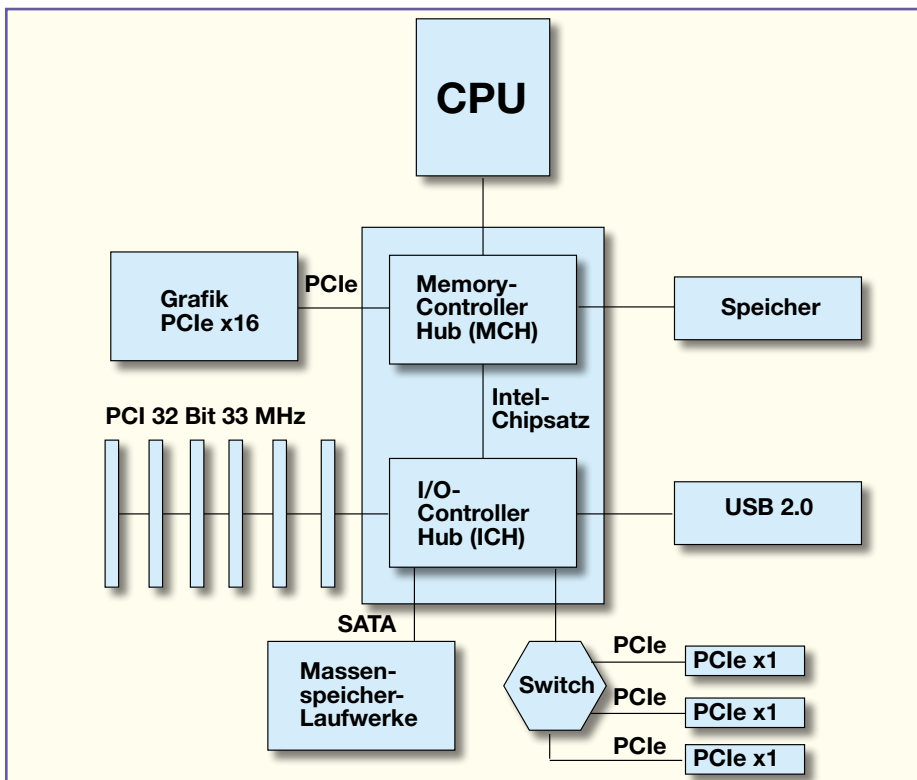 CPU
Grafik
PCIe x16
PCIe
Memory-
Controller
Hub (MCH)
Speicher
Intel-
Chipsatz
PCI 32 Bit 33 MHz
I/O-
Controller
Hub (ICH)
USB 2.0
SATA
Massen-
speicher-
Laufwerke
Switch
PCIe
PCIe x1
PCIe
PCIe x1
PCIe
PCIe x1